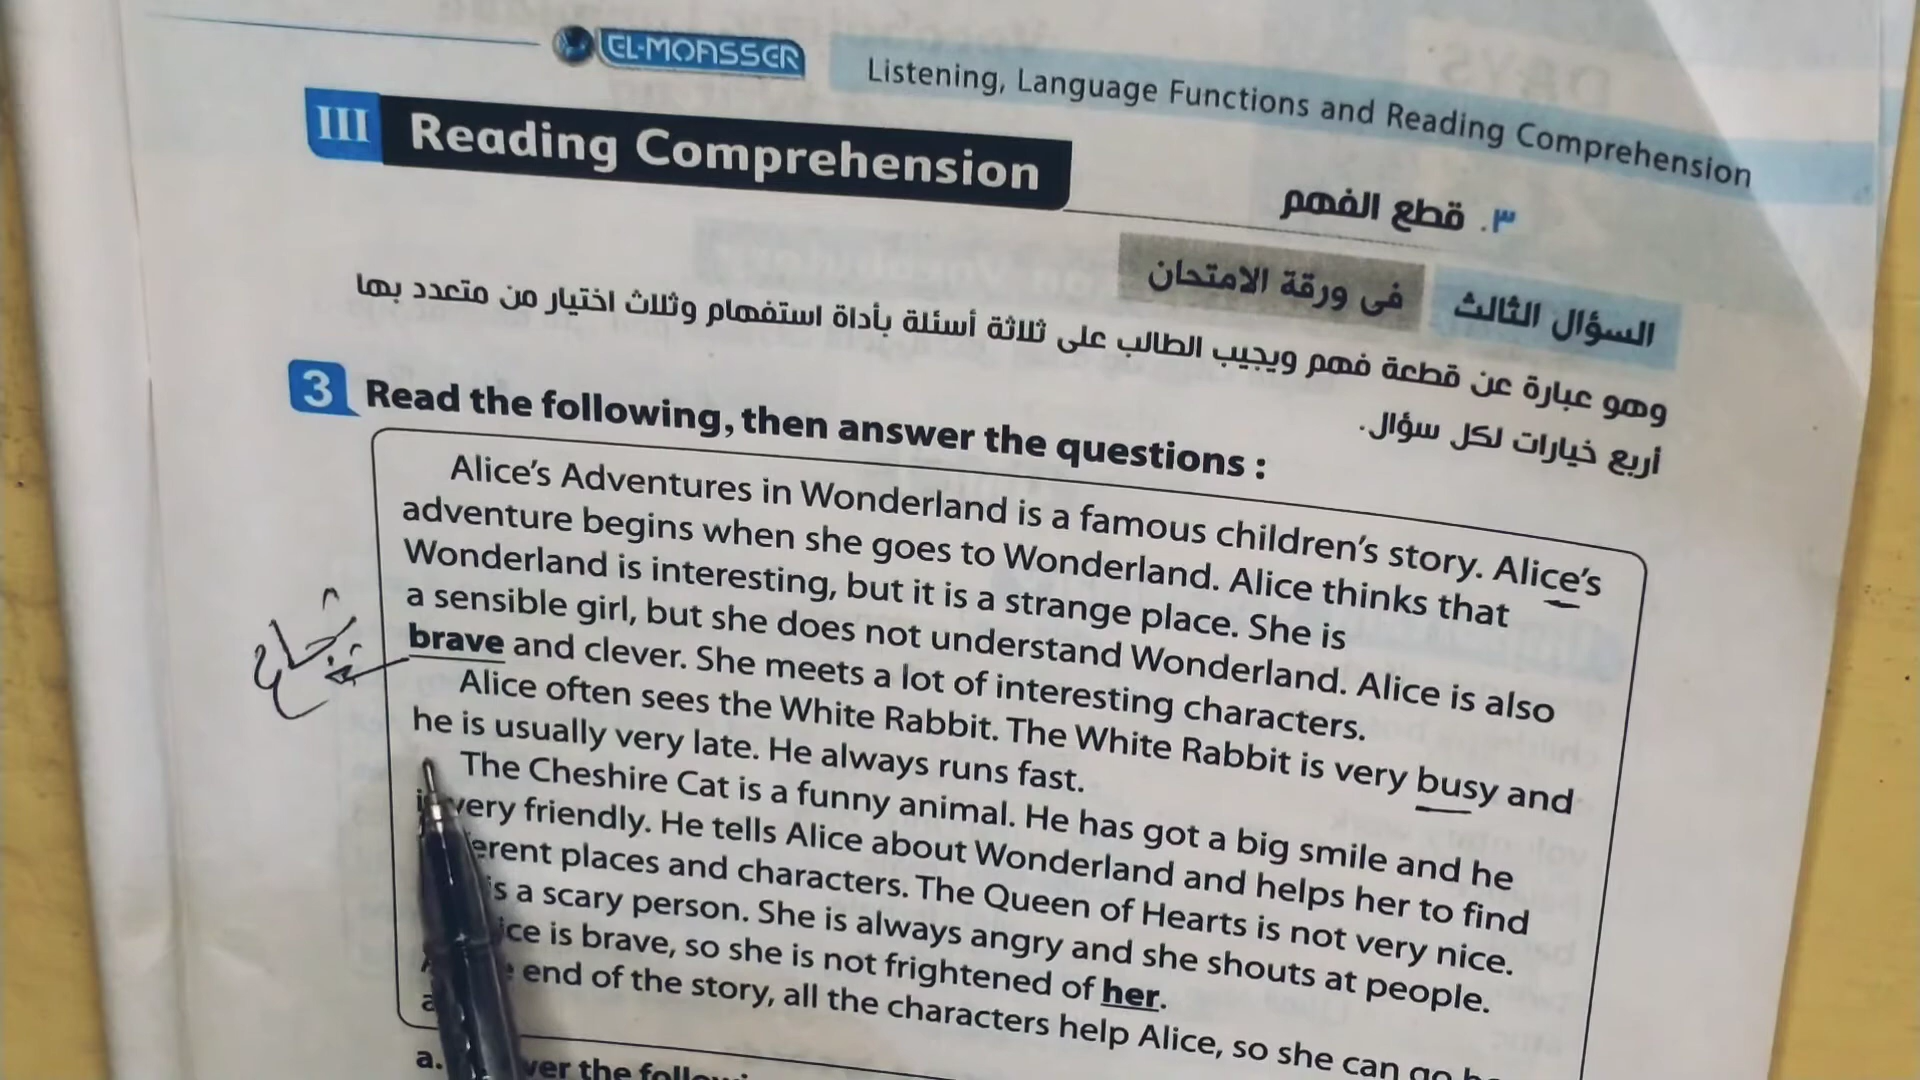 EL-MOASSER
Listening, Language Functions and Reading Comprehension
III Reading Comprehension
٣. قطع الفهم
السؤال الثالث فى ورقة الامتحان
وهو عبارة عن قطعة فهم ويجيب الطالب على ثلاثة أسئلة بأداة استفهام وثلاث اختيار من متعدد بها
أربع خيارات لكل سؤال.
3 Read the following, then answer the questions :
Alice's Adventures in Wonderland is a famous children's story. Alice's
adventure begins when she goes to Wonderland. Alice thinks that
Wonderland is interesting, but it is a strange place. She is
a sensible girl, but she does not understand Wonderland. Alice is also
brave and clever. She meets a lot of interesting characters.
Alice often sees the White Rabbit. The White Rabbit is very busy and
he is usually very late. He always runs fast.
The Cheshire Cat is a funny animal. He has got a big smile and he
very friendly. He tells Alice about Wonderland and helps her to find
places and characters. The Queen of Hearts is not very nice.
is a scary person. She is always angry and she shouts at people.
is brave, so she is not frightened of her.
end of the story, all the characters help Alice, so she can go
a. the